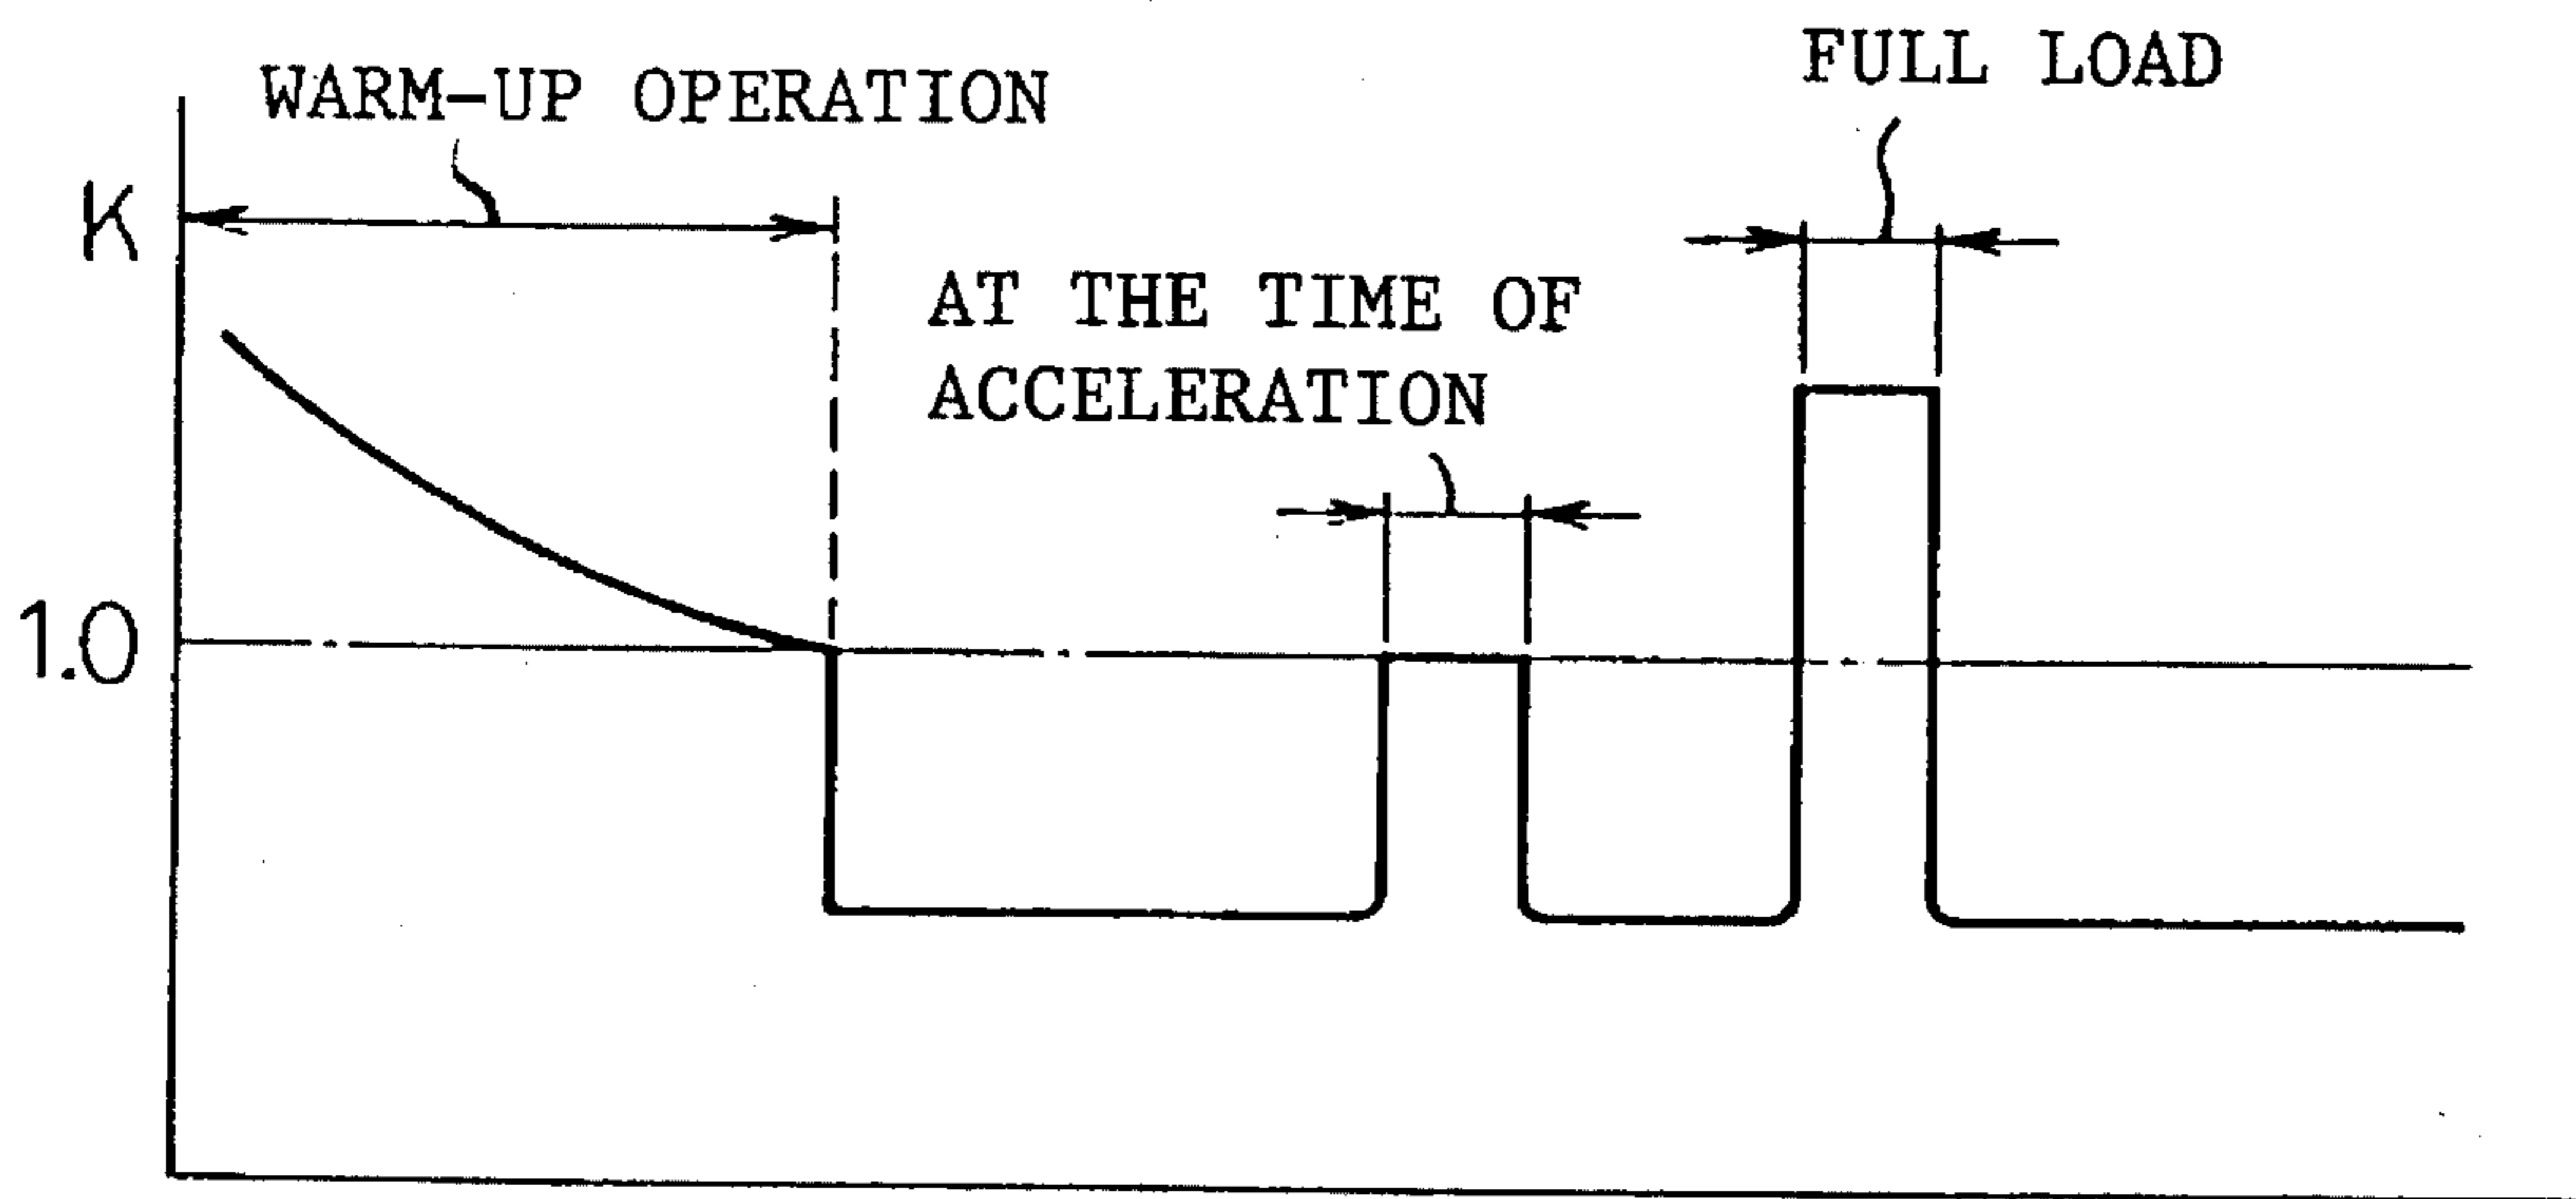 WARM-UP OPERATION
FULL LOAD
K
AT THE TIME OF
ACCELERATION
1.0